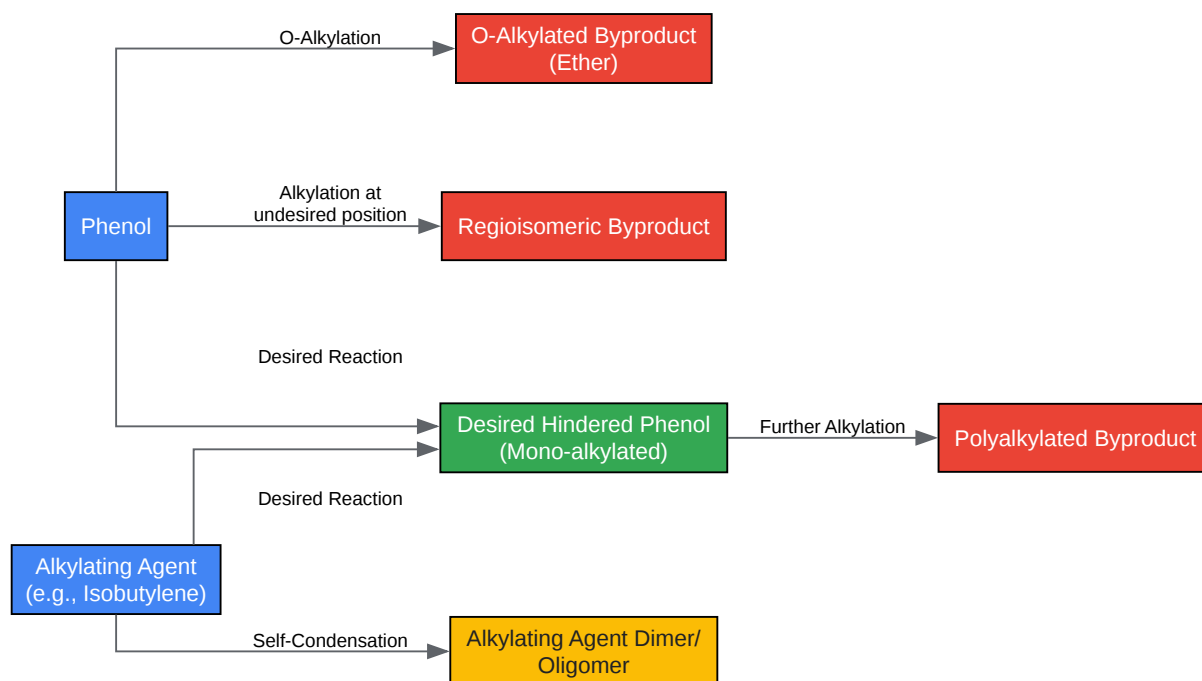 O-Alkylation
O-Alkylated Byproduct
(Ether)
Phenol
Alkylation at
undesired position
Regioisomeric Byproduct
Desired Reaction
Desired Hindered Phenol
(Mono-alkylated)
Further Alkylation
Polyalkylated Byproduct
Desired Reaction
Alkylating Agent
(e.g., Isobutylene)
Self-Condensation
Alkylating Agent Dimer/
Oligomer